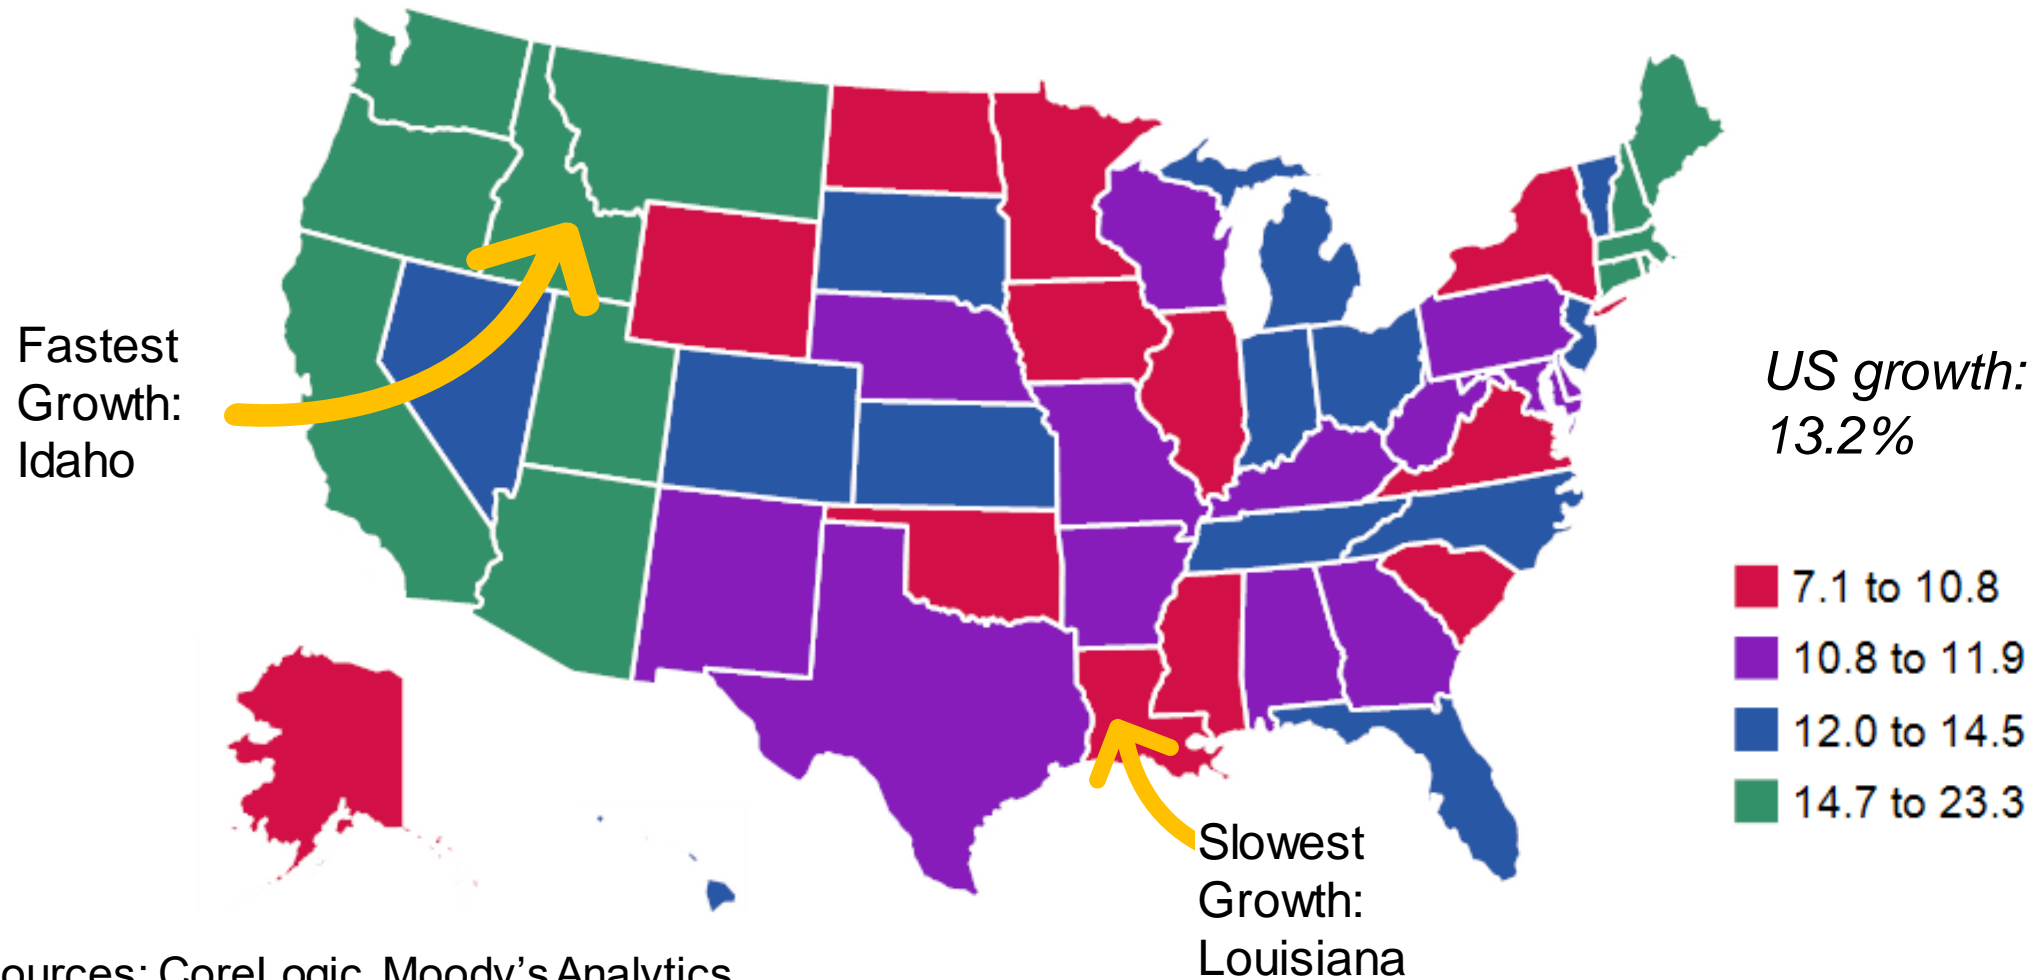 Fastest
Growth:
Idaho
US growth:
13.2%
7.1 to 10.8
10.8 to 11.9
12.0 to 14.5
14.7 to 23.3
Slowest
Growth:
Louisiana
ources: CoreLogic, Moody's Analytics